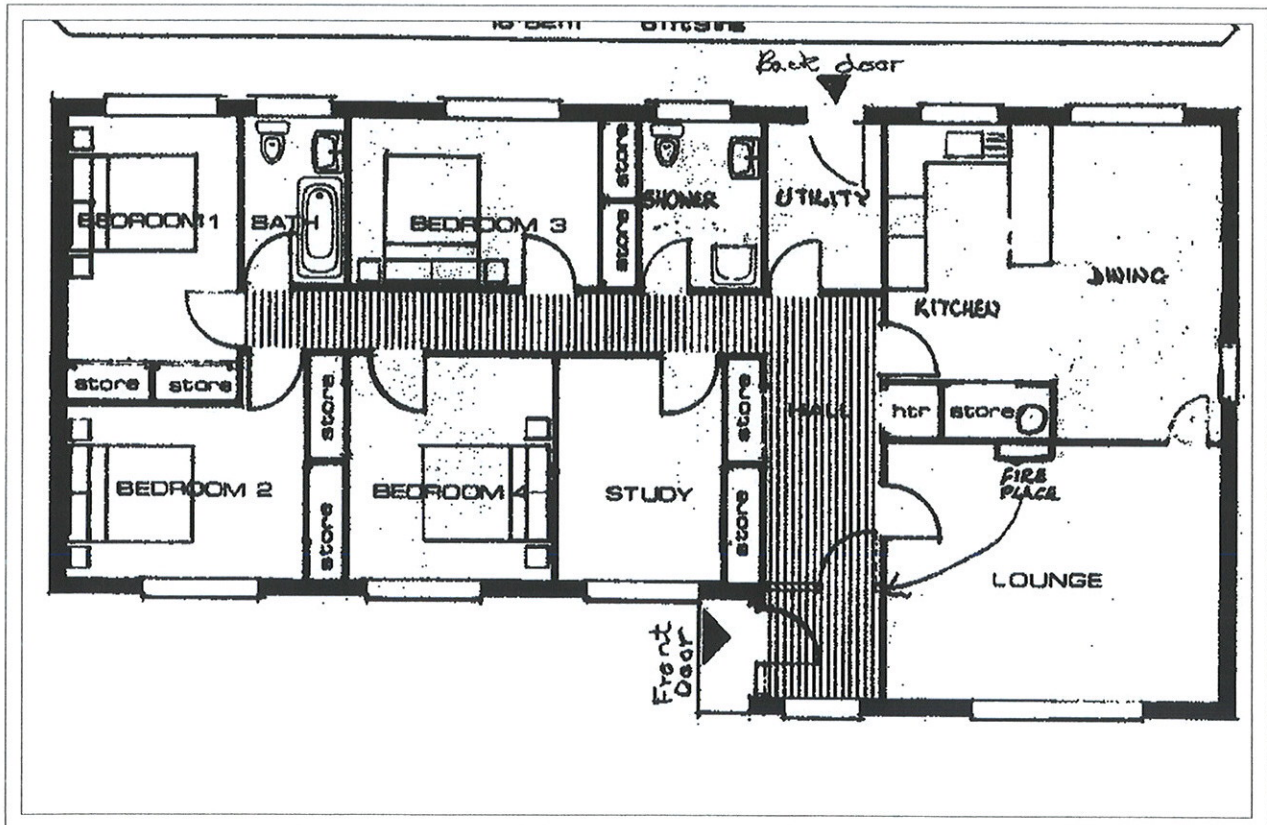 Back door
store
store
SHOWER
UTILITY
BEDROOM 1
BATH
BEDROOM 3
DINING
KITCHEN
store
store
store
store
HALL
htr
store
BEDROOM 2
store
BEDROOM 4
STUDY
store
FIRE
PLACE
LOUNGE
Front
Door